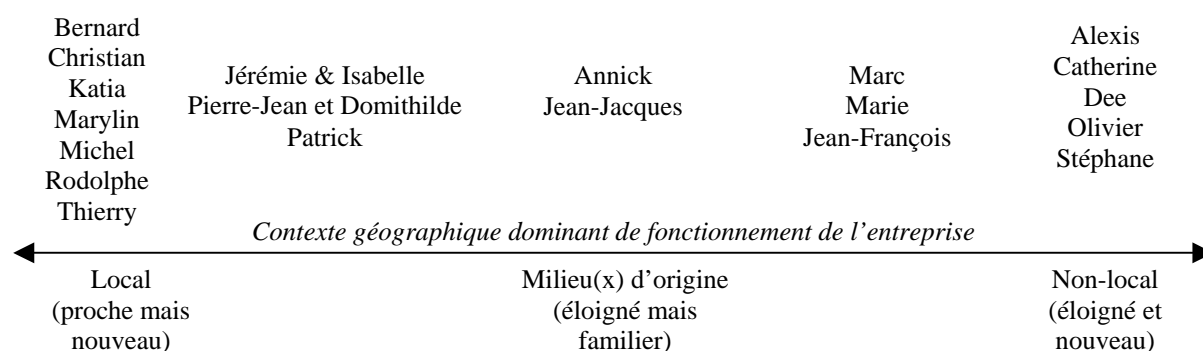 Bernard
Christian
Katia
Marylin
Michel
Rodolphe
Thierry
Jérémie & Isabelle
Pierre-Jean et Domithilde
Patrick
Annick
Jean-Jacques
Marc
Marie
Jean-François
Alexis
Catherine
Dee
Olivier
Stéphane
Contexte géographique dominant de fonctionnement de l’entreprise
Local
(proche mais
nouveau)
Milieu(x) d’origine
(éloigné mais
familier)
Non-local
(éloigné et
nouveau)